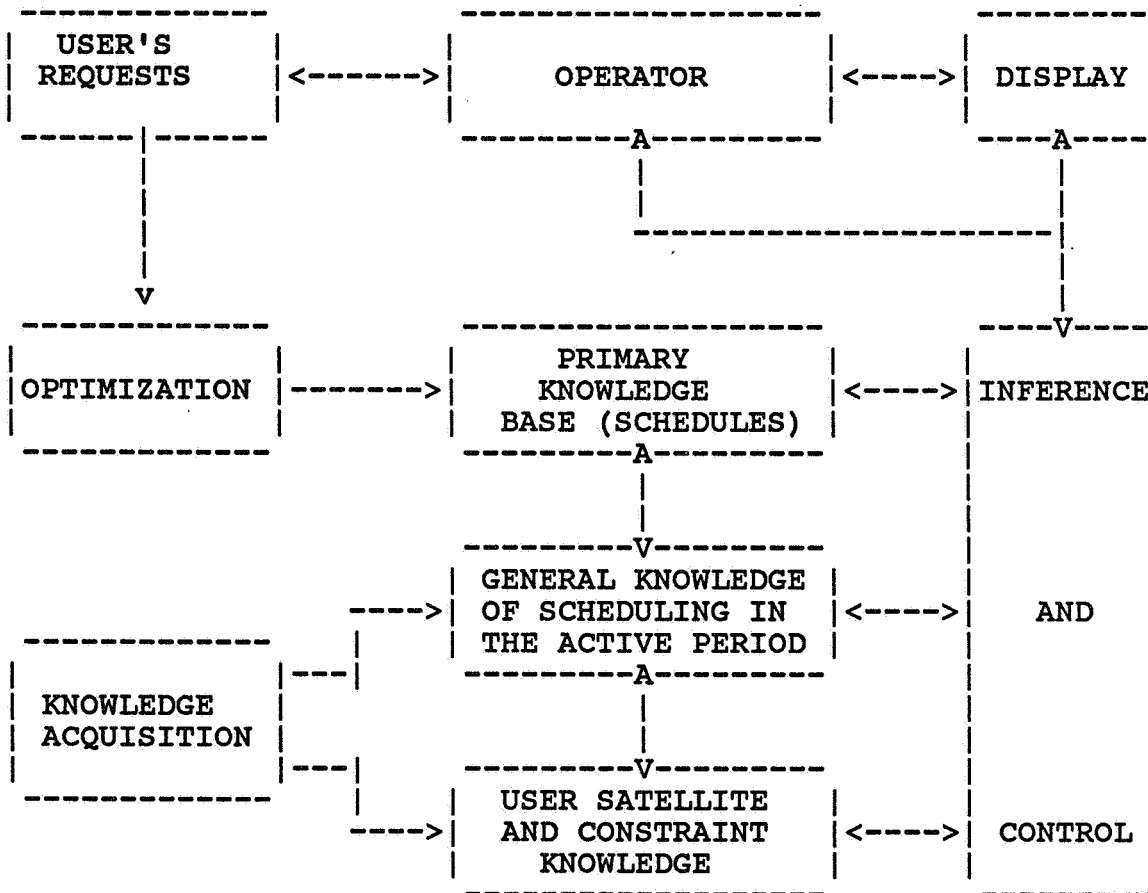 USER'S
REQUESTS
OPERATOR
DISPLAY
OPTIMIZATION
PRIMARY
KNOWLEDGE
BASE (SCHEDULES)
INFERENCE
GENERAL KNOWLEDGE
OF SCHEDULING IN
THE ACTIVE PERIOD
AND
KNOWLEDGE
ACQUISITION
USER SATELLITE
AND CONSTRAINT
KNOWLEDGE
CONTROL